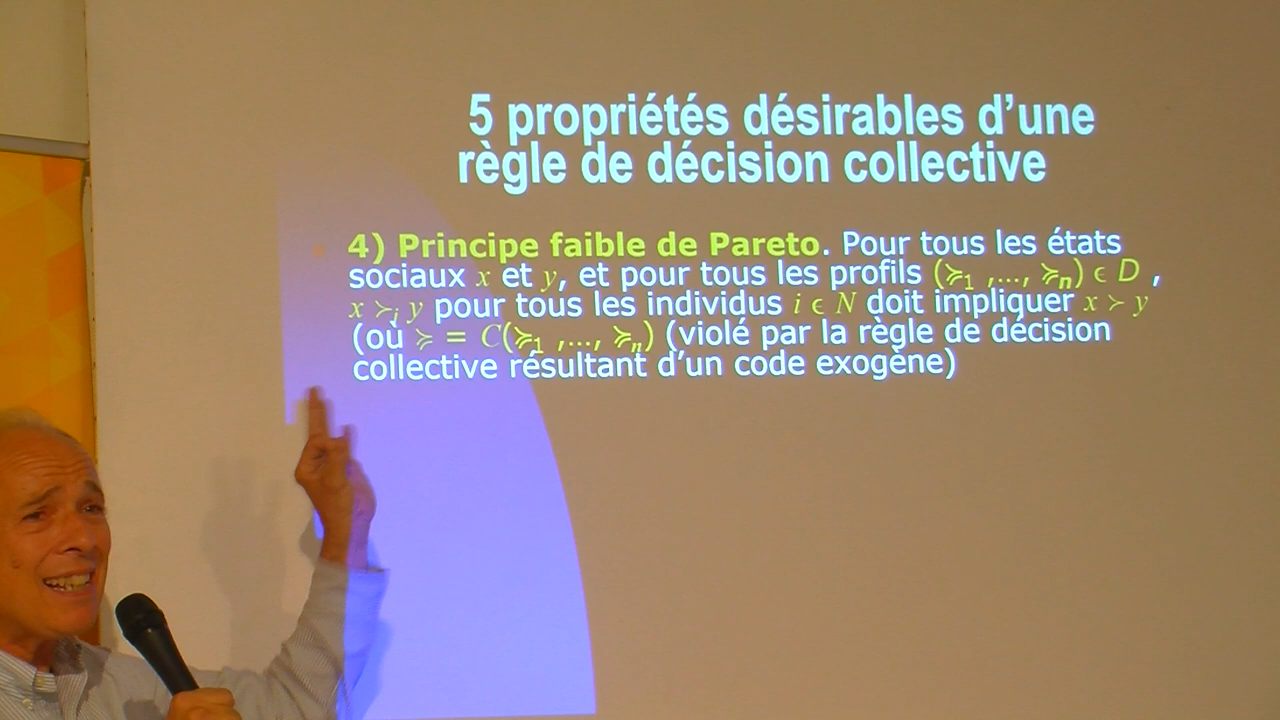 5 propriétés désirables d’une
règle de décision collective
4) Principe faible de Pareto. Pour tous les états
sociaux x et y, et pour tous les profils (≽1 ,..., ≽n) ϵ D ,
x ≻i y pour tous les individus i ϵ N doit impliquer x ≻ y
(où ≽ = C(≽1 ,..., ≽n) (violé par la règle de décision
collective résultant d’un code exogène)